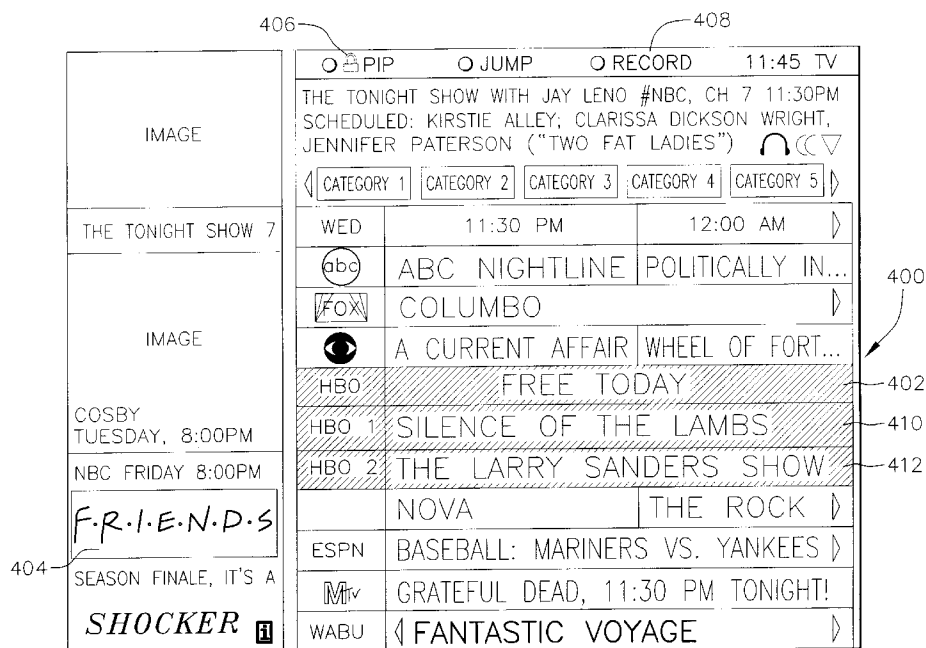 406
408
PIP JUMP RECORD 11:45 TV
THE TONIGHT SHOW WITH JAY LENO #NBC, CH 7 11:30PM
SCHEDULED: KIRSTIE ALLEY; CLARISSA DICKSON WRIGHT,
JENNIFER PATERSON ("TWO FAT LADIES")
CATEGORY 1 CATEGORY 2 CATEGORY 3 CATEGORY 4 CATEGORY 5
IMAGE
THE TONIGHT SHOW 7
IMAGE
COSBY
TUESDAY, 8:00PM
NBC FRIDAY 8:00PM
F·R·I·E·N·D·S
404
SEASON FINALE, IT'S A
SHOCKER i
WED 11:30 PM 12:00 AM
abc ABC NIGHTLINE POLITICALLY IN...
FOX COLUMBO
A CURRENT AFFAIR WHEEL OF FORT...
HBO FREE TODAY
HBO 1 SILENCE OF THE LAMBS
HBO 2 THE LARRY SANDERS SHOW
NOVA THE ROCK
ESPN BASEBALL: MARINERS VS. YANKEES
MTV GRATEFUL DEAD, 11:30 PM TONIGHT!
WABU FANTASTIC VOYAGE
400
402
410
412